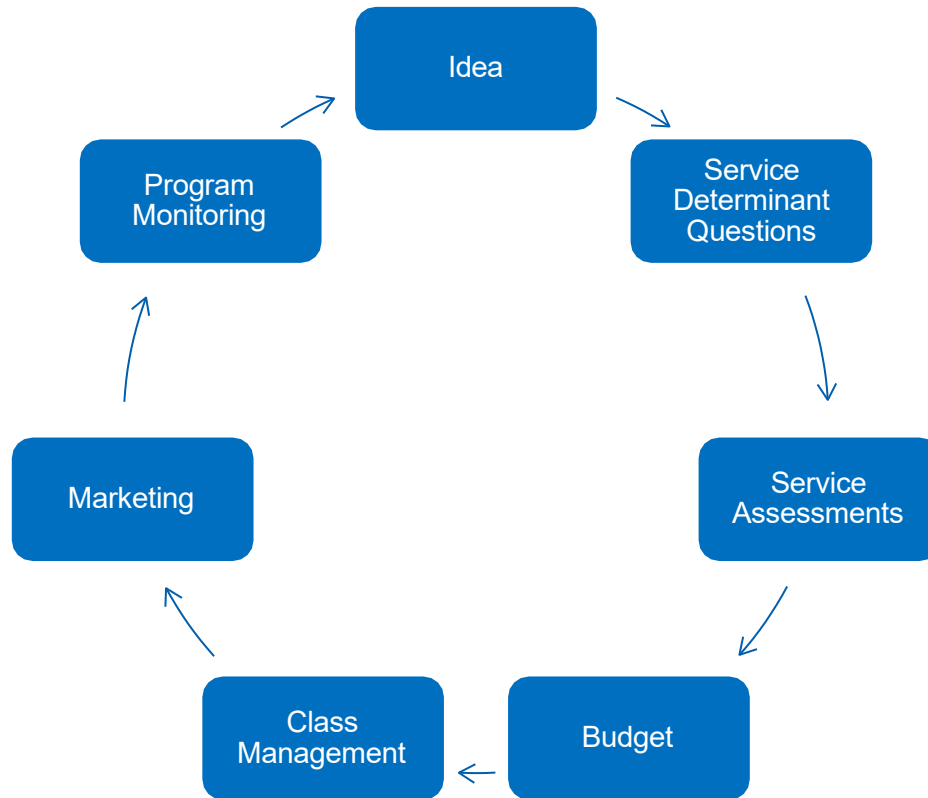 Idea
Service
Determinant
Questions
Service
Assessments
Budget
Class
Management
Marketing
Program
Monitoring